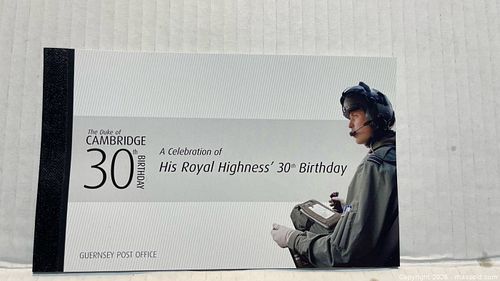 The Duke of
CAMBRIDGE
30th BIRTHDAY
A Celebration of
His Royal Highness' 30th Birthday
GUERNSEY POST OFFICE